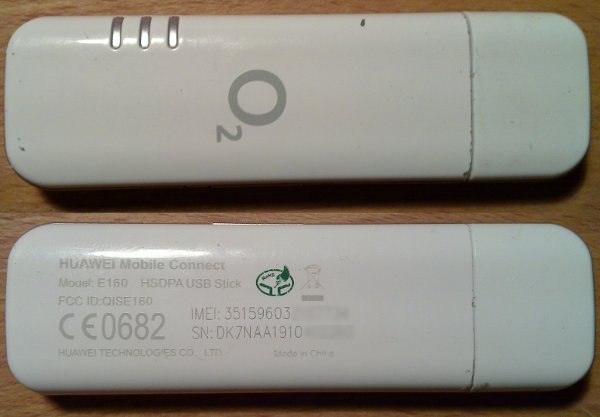 O2
HUAWEI Mobile Connect
Model: E160 HSDPA USB Stick
FCC ID:QISE160
RoHS
CE0682
IMEI: 35159603
SN: DK7NAA1910
HUAWEI TECHNOLOGIES CO., LTD.
Made in China